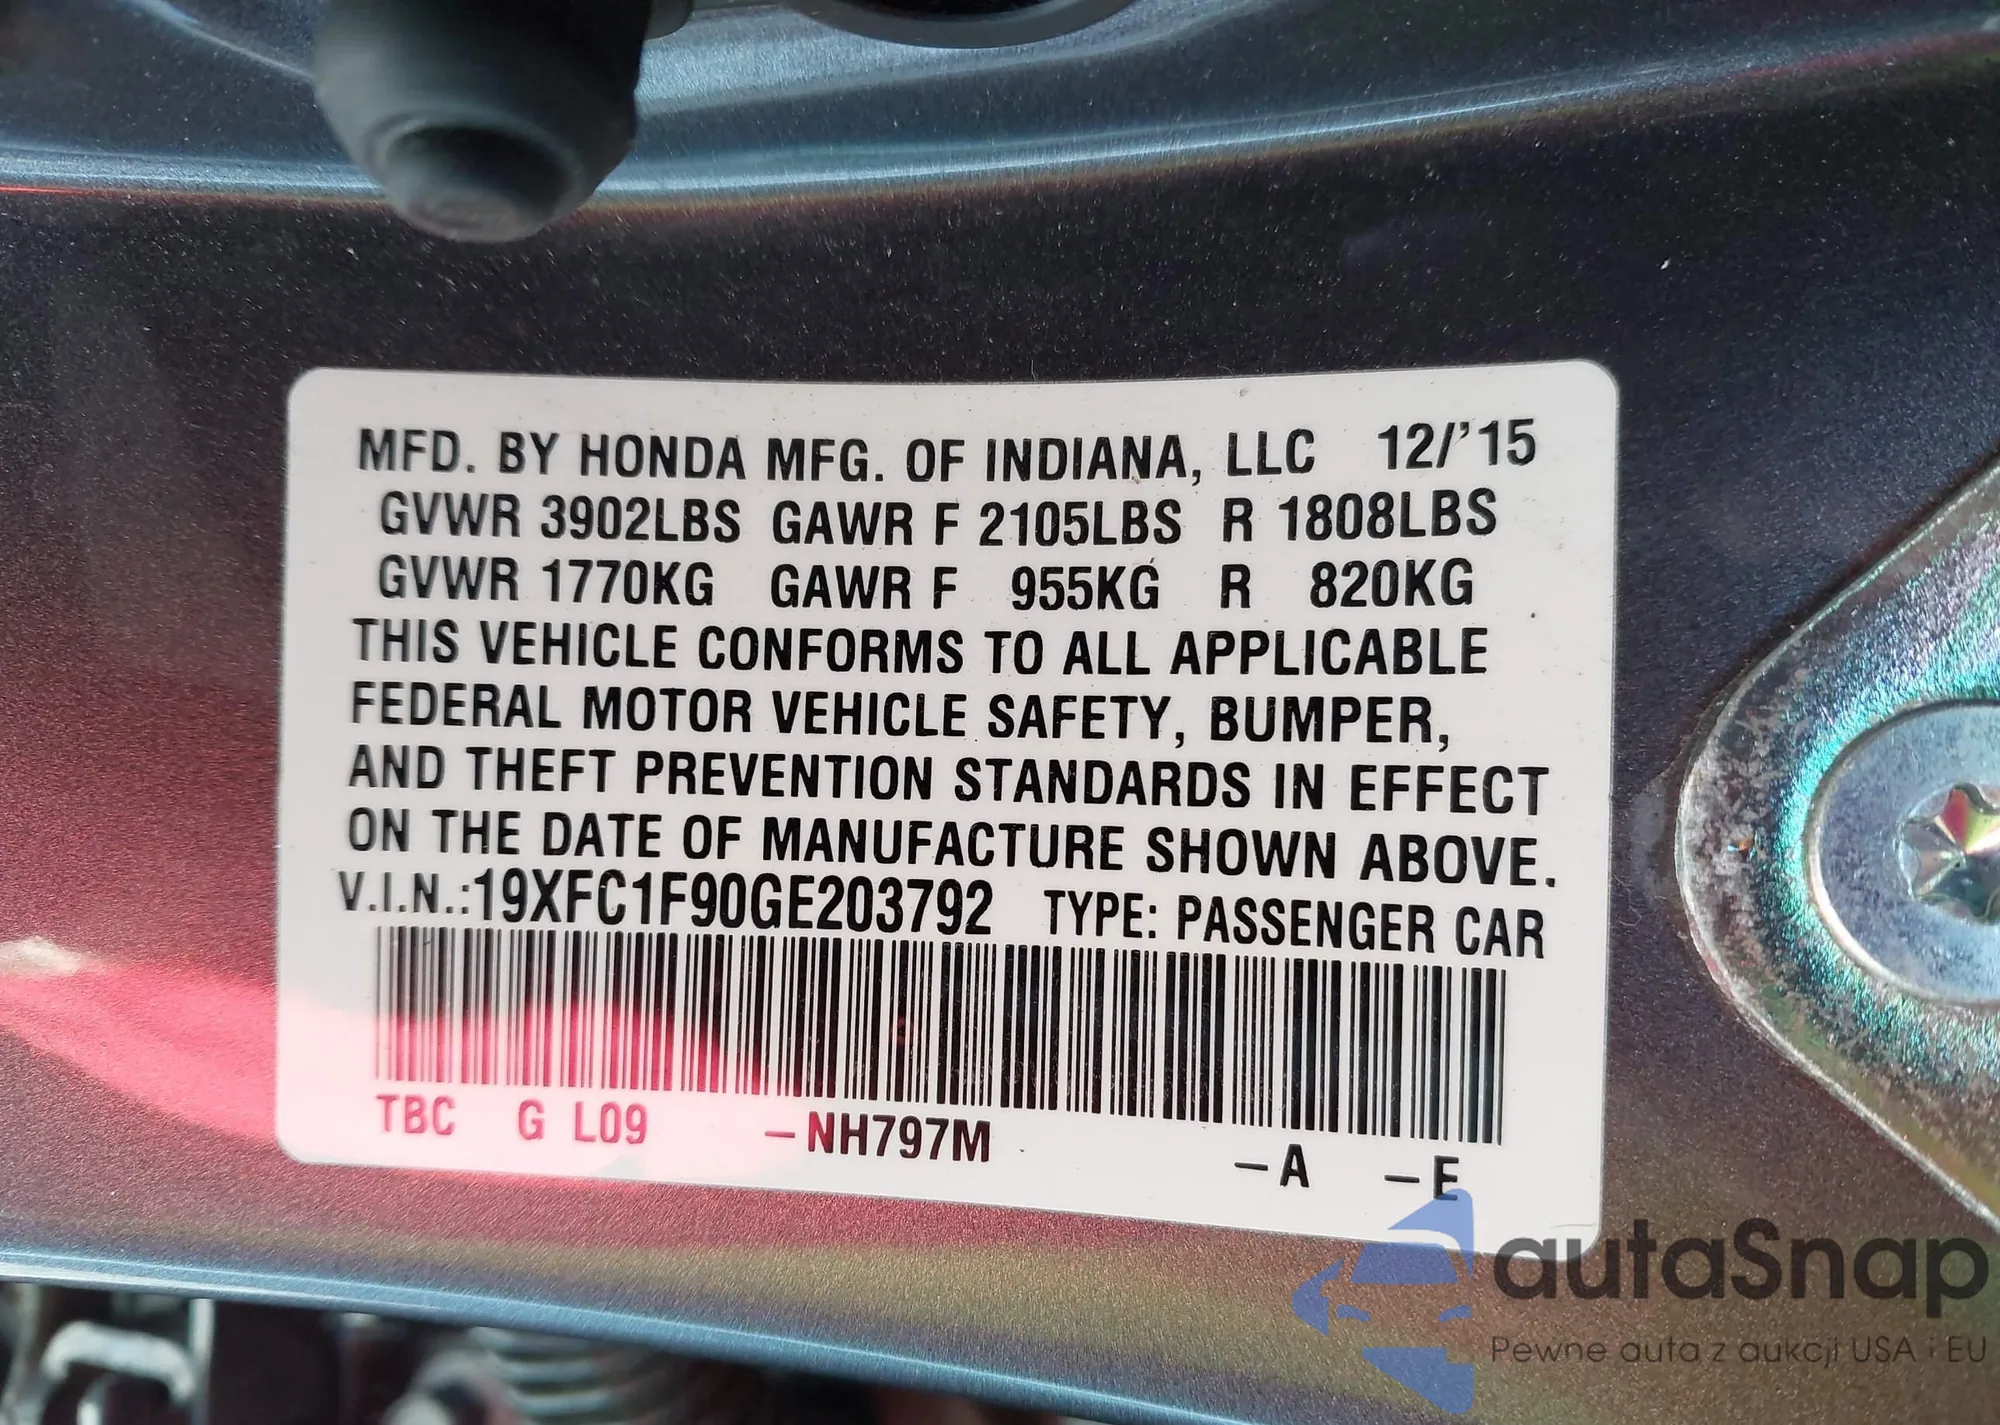 MFD. BY HONDA MFG. OF INDIANA, LLC 12/'15
GVWR 3902LBS GAWR F 2105LBS R 1808LBS
GVWR 1770KG GAWR F 955KG R 820KG
THIS VEHICLE CONFORMS TO ALL APPLICABLE
FEDERAL MOTOR VEHICLE SAFETY, BUMPER,
AND THEFT PREVENTION STANDARDS IN EFFECT
ON THE DATE OF MANUFACTURE SHOWN ABOVE.
V.I.N.:19XFC1F90GE203792 TYPE: PASSENGER CAR
TBC G L09 –NH797M –A –E
autaSnap
Pewne auta z aukcji USA i EU